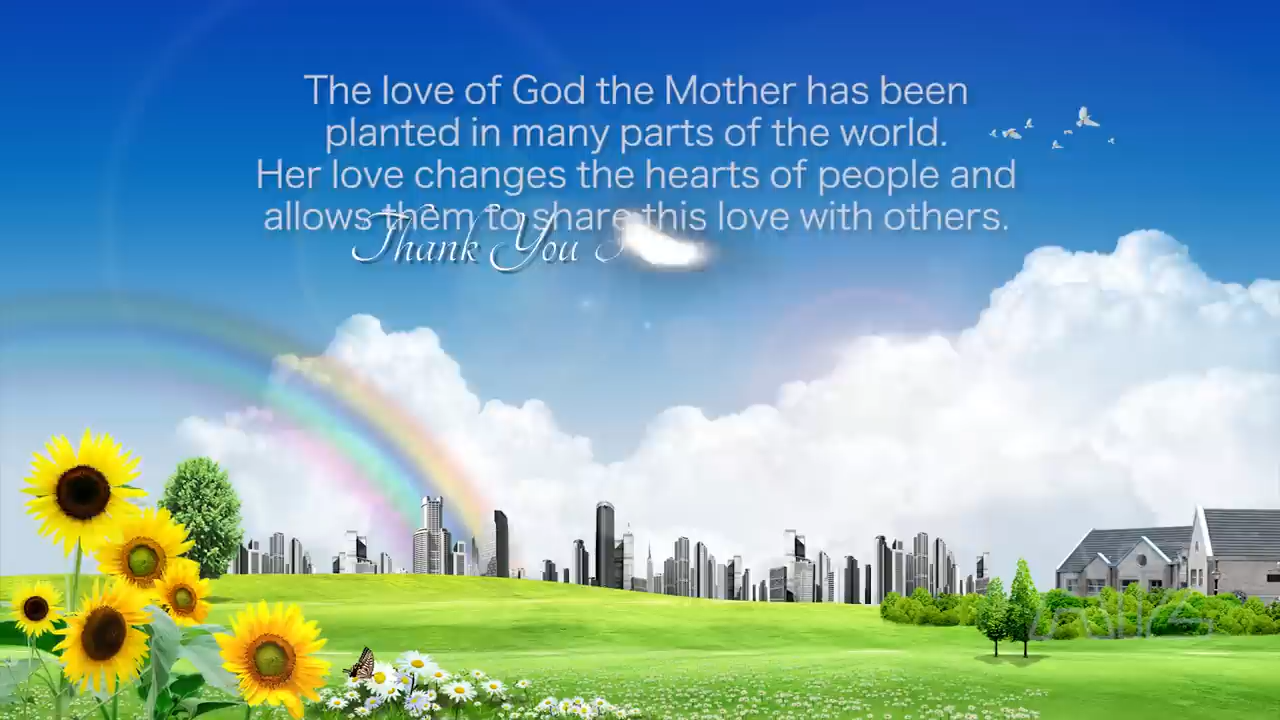 The love of God the Mother has been
planted in many parts of the world.
Her love changes the hearts of people and
allows them to share this love with others.
Thank You